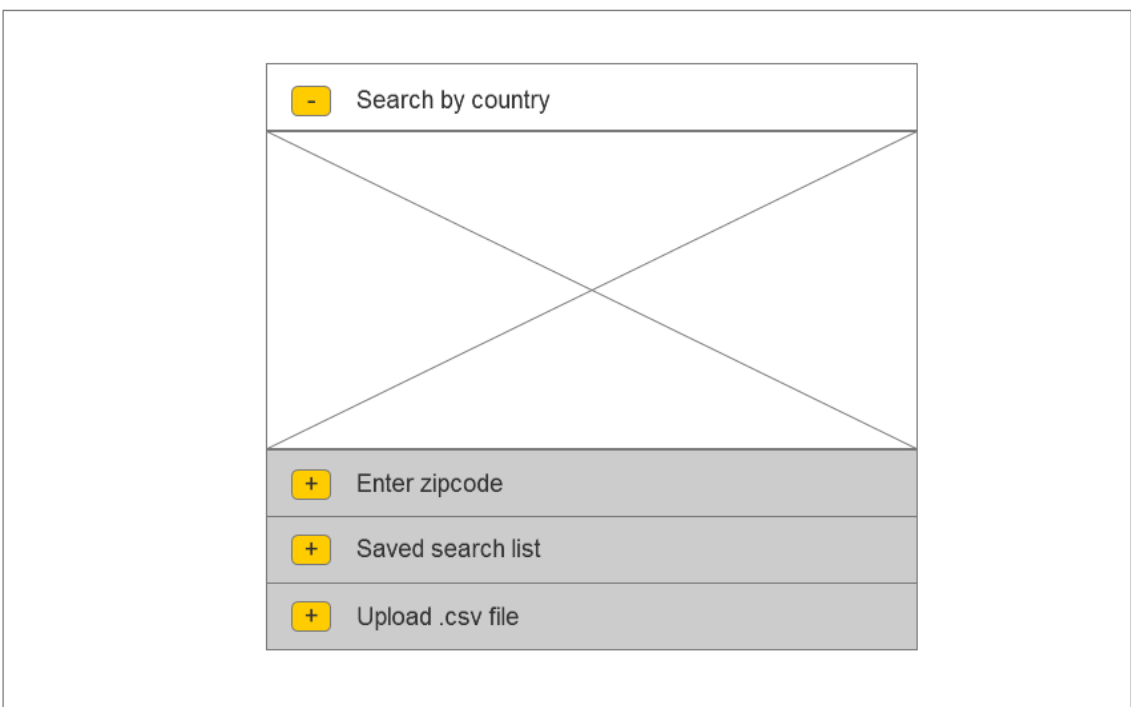 - Search by country
+ Enter zipcode
+ Saved search list
+ Upload .csv file